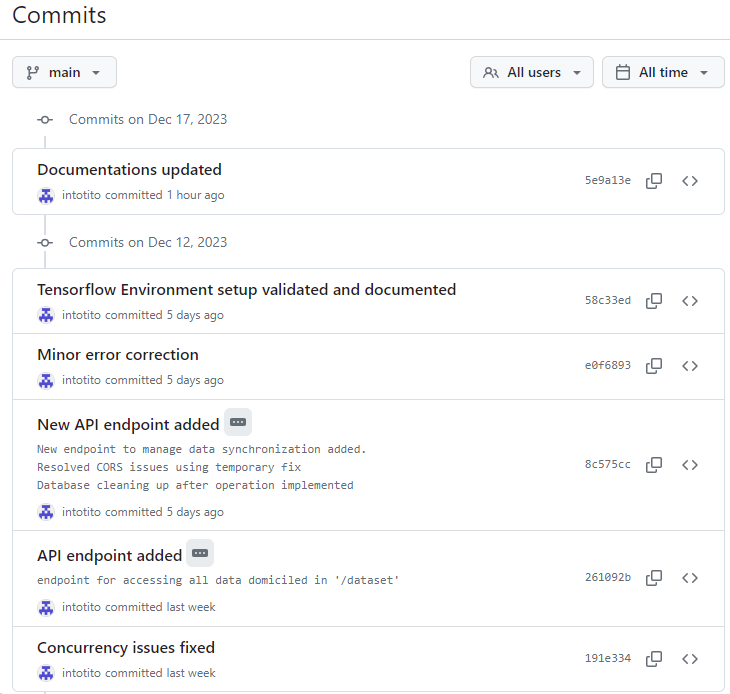 Commits
main
All users
All time
Commits on Dec 17, 2023
Documentations updated
intotito committed 1 hour ago
5e9a13e
Commits on Dec 12, 2023
Tensorflow Environment setup validated and documented
intotito committed 5 days ago
58c33ed
Minor error correction
intotito committed 5 days ago
e0f6893
New API endpoint added
New endpoint to manage data synchronization added.
Resolved CORS issues using temporary fix
Database cleaning up after operation implemented
intotito committed 5 days ago
8c575cc
API endpoint added
endpoint for accessing all data domiciled in '/dataset'
intotito committed last week
261092b
Concurrency issues fixed
intotito committed last week
191e334